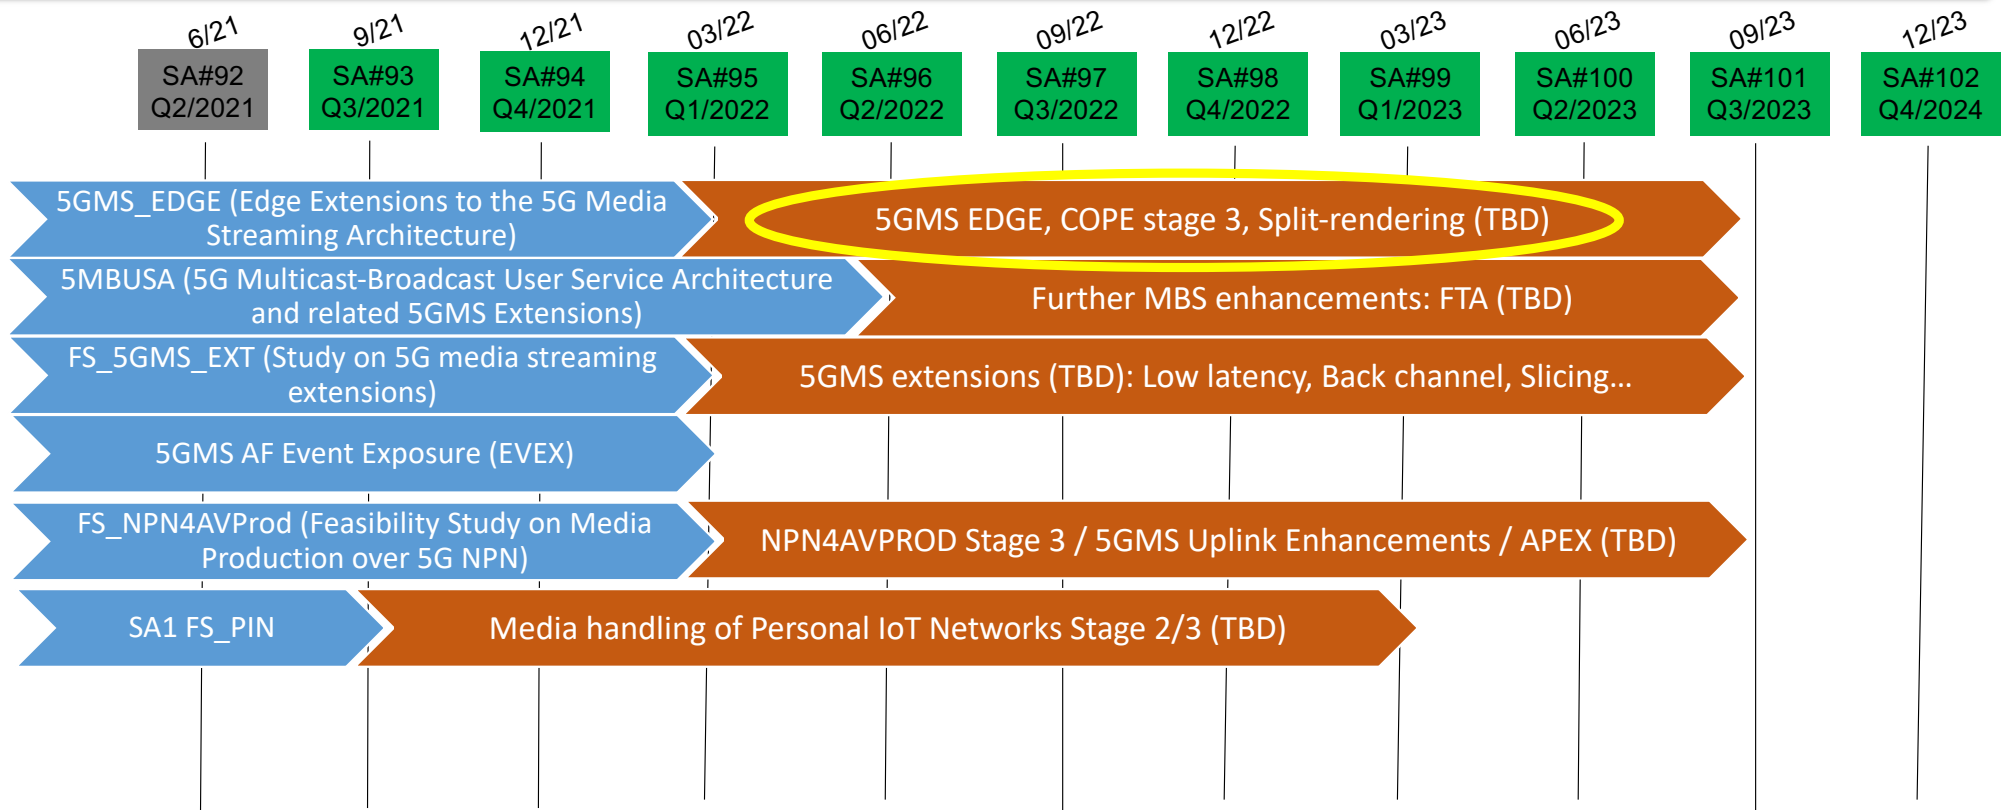 6/21
9/21
12/21
03/22
06/22
09/22
12/22
03/23
06/23
09/23
12/23
SA#92
Q2/2021
SA#93
Q3/2021
SA#94
Q4/2021
SA#95
Q1/2022
SA#96
Q2/2022
SA#97
Q3/2022
SA#98
Q4/2022
SA#99
Q1/2023
SA#100
Q2/2023
SA#101
Q3/2023
SA#102
Q4/2024
5GMS_EDGE (Edge Extensions to the 5G Media
Streaming Architecture)
5GMS EDGE, COPE stage 3, Split-rendering (TBD)
5MBUSA (5G Multicast-Broadcast User Service Architecture
and related 5GMS Extensions)
Further MBS enhancements: FTA (TBD)
FS_5GMS_EXT (Study on 5G media streaming
extensions)
5GMS extensions (TBD): Low latency, Back channel, Slicing...
5GMS AF Event Exposure (EVEX)
FS_NPN4AVProd (Feasibility Study on Media
Production over 5G NPN)
NPN4AVPROD Stage 3 / 5GMS Uplink Enhancements / APEX (TBD)
SA1 FS_PIN
Media handling of Personal IoT Networks Stage 2/3 (TBD)